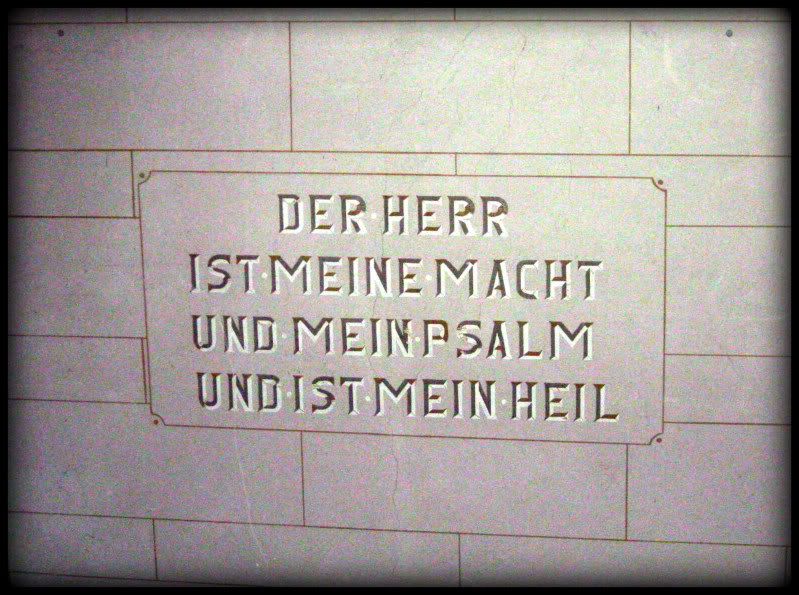 DER·HERR
IST·MEINE·MACHT
UND·MEIN·PSALM
UND·IST·MEIN·HEIL